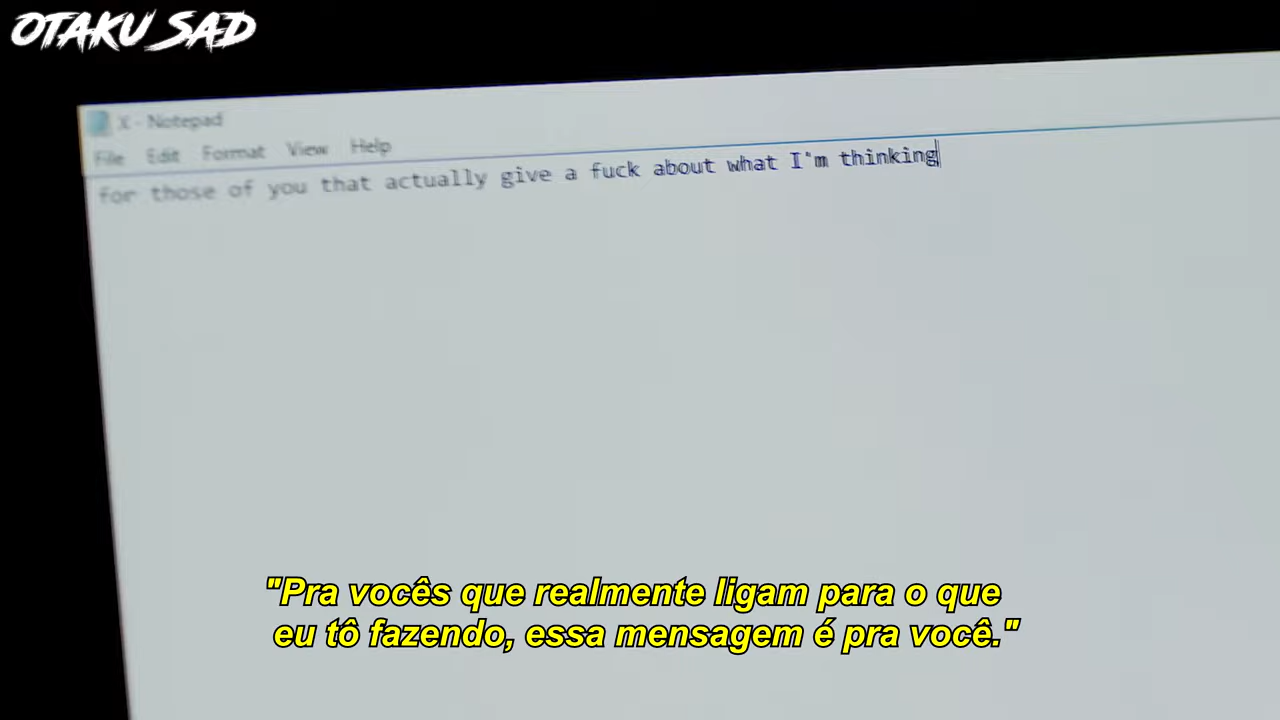 OTAKU SAD
X - Notepad
File Edit Format View Help
for those of you that actually give a fuck about what I'm thinking
"Pra vocês que realmente ligam para o que
eu tô fazendo, essa mensagem é pra você."